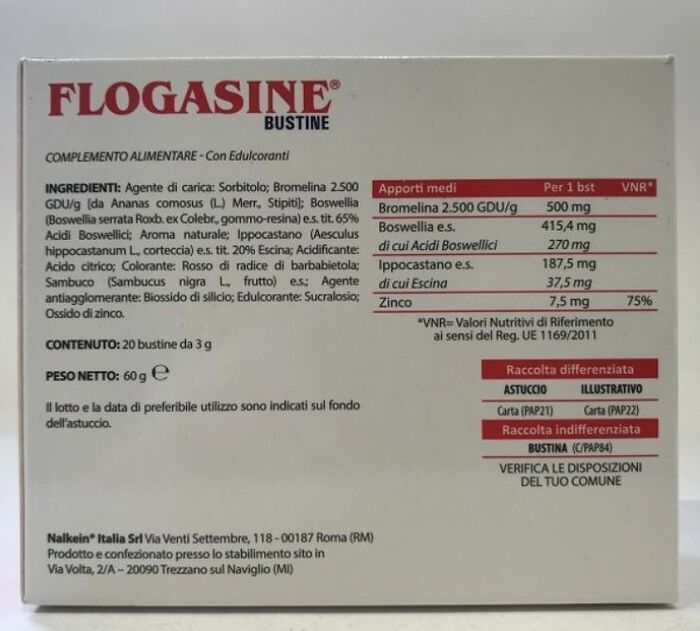 FLOGASINE®
BUSTINE
COMPLEMENTO ALIMENTARE - Con Edulcoranti
INGREDIENTI: Agente di carica: Sorbitolo; Bromelina 2.500
GDU/g [da Ananas comosus (L.) Merr., Stipiti]; Boswellia
(Boswellia serrata Roxb. ex Colebr., gommo-resina) e.s. tit. 65%
Acidi Boswellici; Aroma naturale; Ippocastano (Aesculus
hippocastanum L., corteccia) e.s. tit. 20% Escina; Acidificante:
Acido citrico; Colorante: Rosso di radice di barbabietola;
Sambuco (Sambucus nigra L., frutto) e.s.; Agente
antiagglomerante: Biossido di silicio; Edulcorante: Sucralosio;
Ossido di zinco.
CONTENUTO: 20 bustine da 3 g
PESO NETTO: 60 g ℮
Il lotto e la data di preferibile utilizzo sono indicati sul fondo
dell'astuccio.
Apporti medi Per 1 bst VNR*
Bromelina 2.500 GDU/g 500 mg
Boswellia e.s. 415,4 mg
di cui Acidi Boswellici 270 mg
Ippocastano e.s. 187,5 mg
di cui Escina 37,5 mg
Zinco 7,5 mg 75%
*VNR= Valori Nutritivi di Riferimento
ai sensi del Reg. UE 1169/2011
Raccolta differenziata
ASTUCCIO ILLUSTRATIVO
Carta (PAP21) Carta (PAP22)
Raccolta indifferenziata
BUSTINA (C/PAP84)
VERIFICA LE DISPOSIZIONI
DEL TUO COMUNE
Nalkein® Italia Srl Via Venti Settembre, 118 - 00187 Roma (RM)
Prodotto e confezionato presso lo stabilimento sito in
Via Volta, 2/A – 20090 Trezzano sul Naviglio (MI)